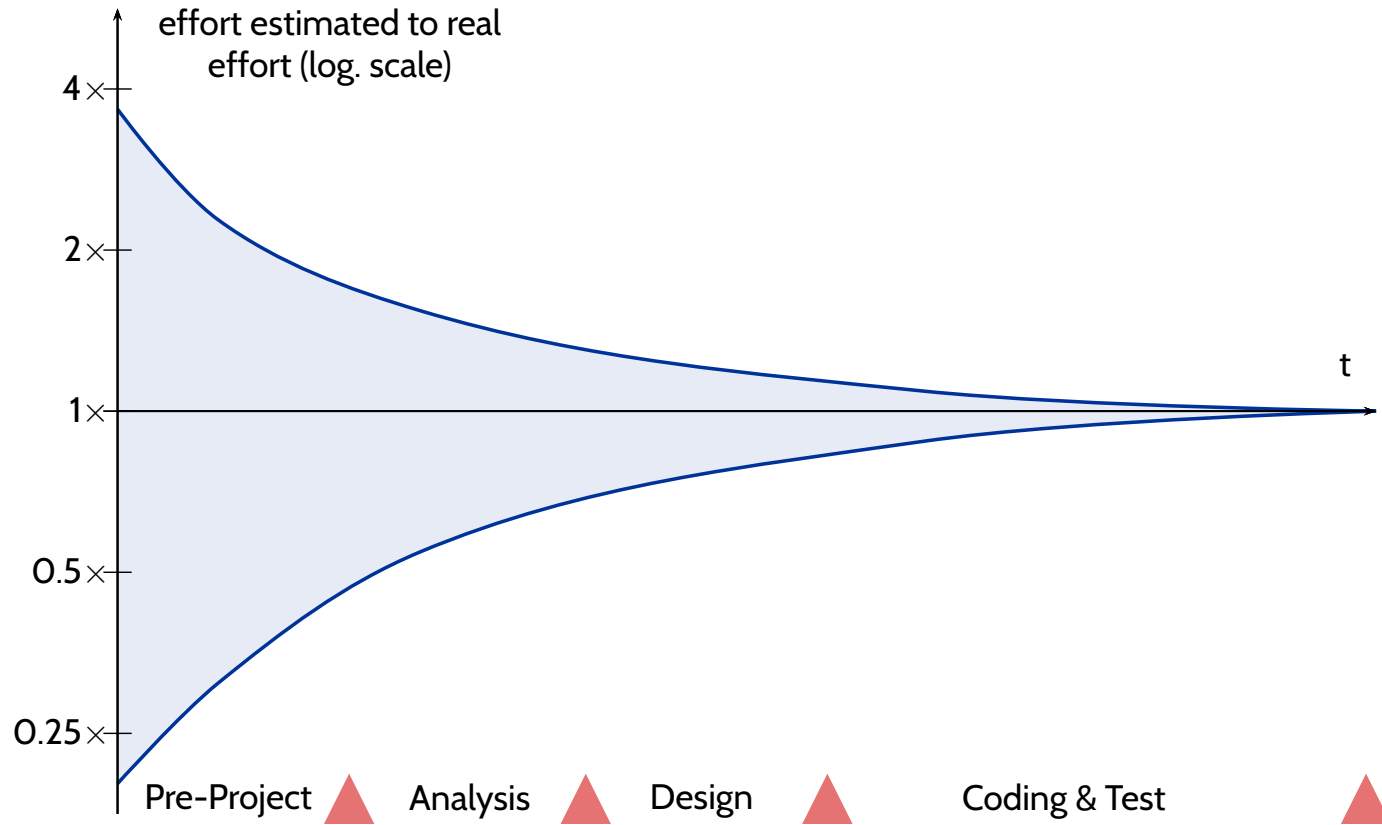 effort estimated to real
effort (log. scale)
4×
2×
t
1×
0.5×
0.25×
Pre-Project Analysis Design Coding & Test